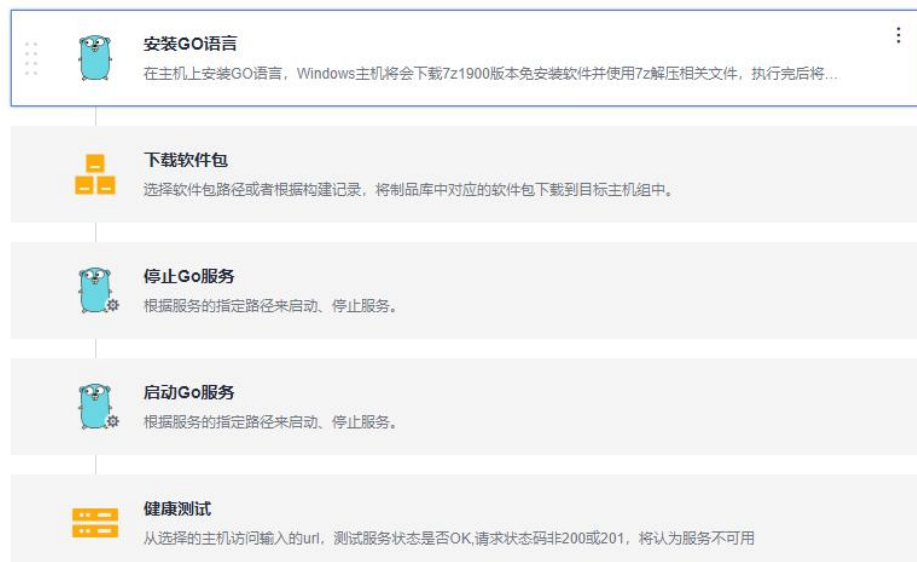 安装GO语言
在主机上安装GO语言，Windows主机将会下载7z1900版本免安装软件并使用7z解压相关文件，执行完后将...
下载软件包
选择软件包路径或者根据构建记录，将制品库中对应的软件包下载到目标主机组中。
停止Go服务
根据服务的指定路径来启动、停止服务。
启动Go服务
根据服务的指定路径来启动、停止服务。
健康测试
从选择的主机访问输入的url，测试服务状态是否OK,请求状态码非200或201，将认为服务不可用